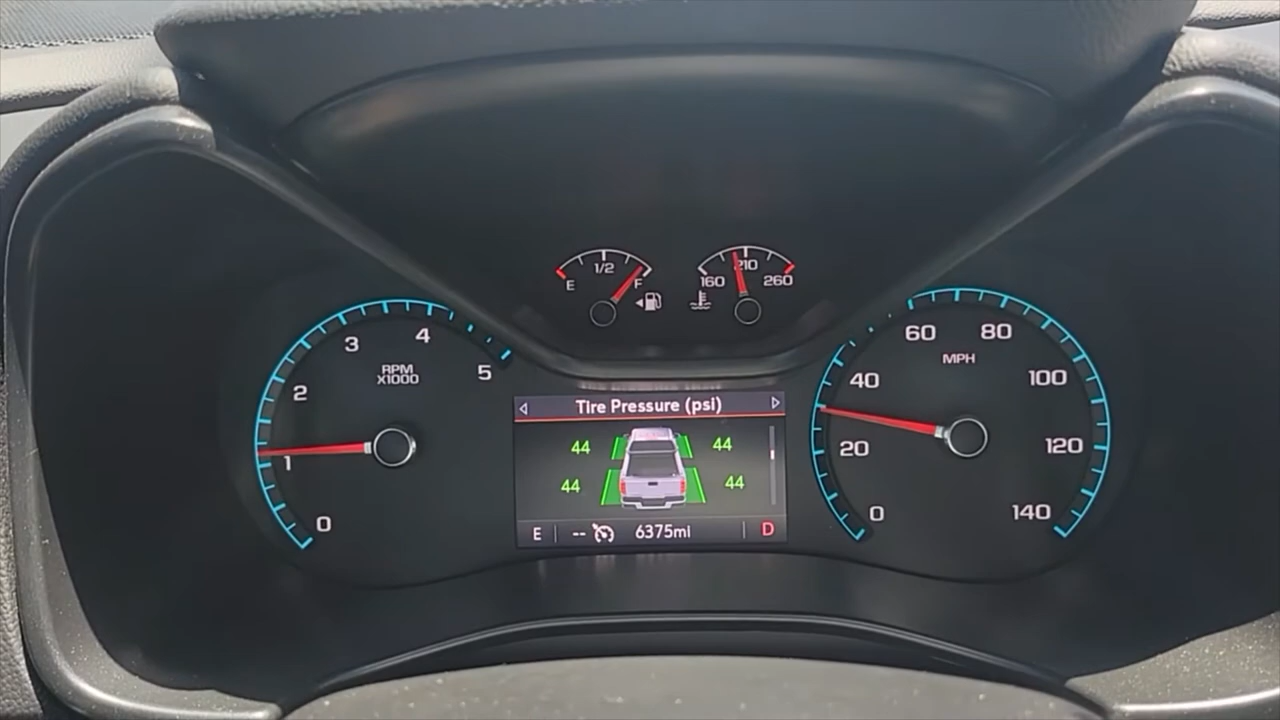 E 1/2 F
160 210 260
0 1 2 3 4 5
RPM
X1000
Tire Pressure (psi)
44 44
44 44
E -- 6375mi D
0 20 40 60 80 100 120 140
MPH